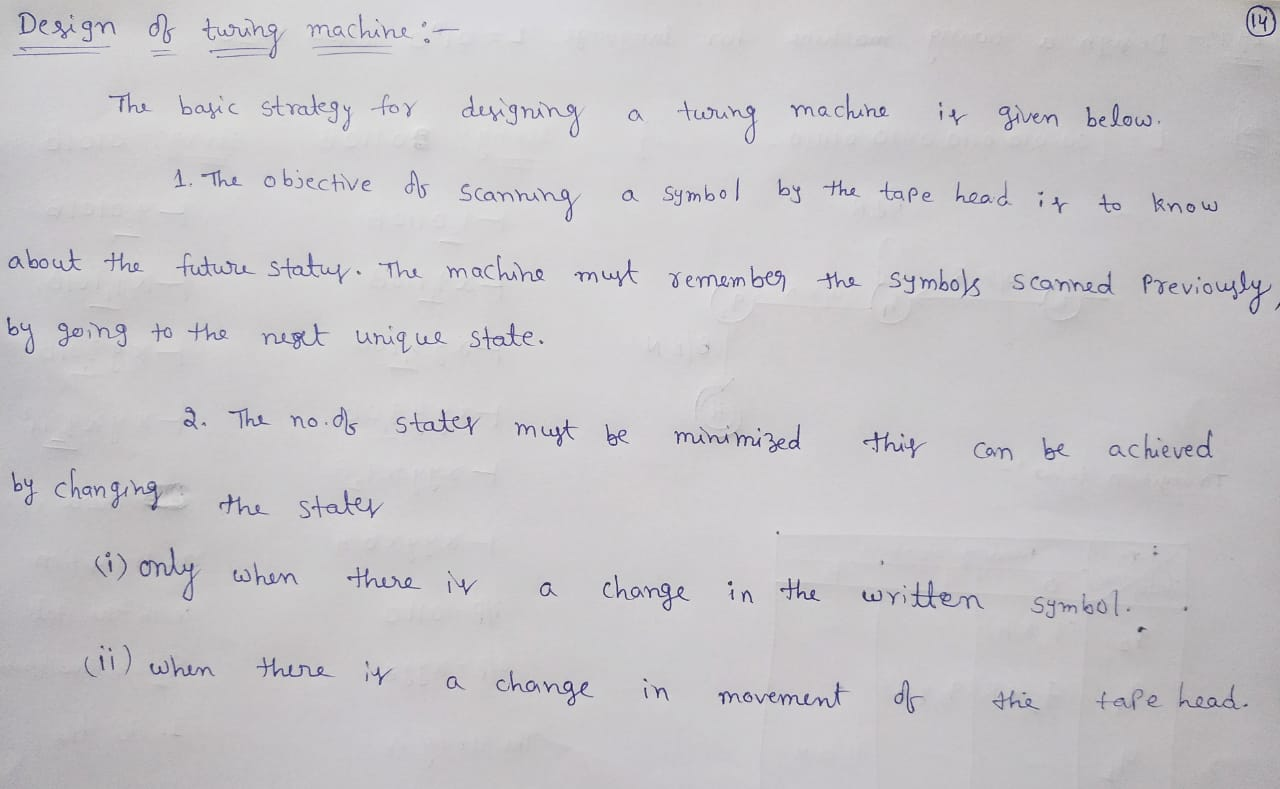 Design of turing machine :-
14
The basic strategy for designing a turing machine is given below.
1. The objective of scanning a symbol by the tape head is to know
about the future status. The machine must remember the symbols scanned Previously,
by going to the next unique state.
2. The no. of states must be minimized this can be achieved
by changing the states
(i) only when there is a change in the written symbol.
(ii) when there is a change in movement of the tape head.